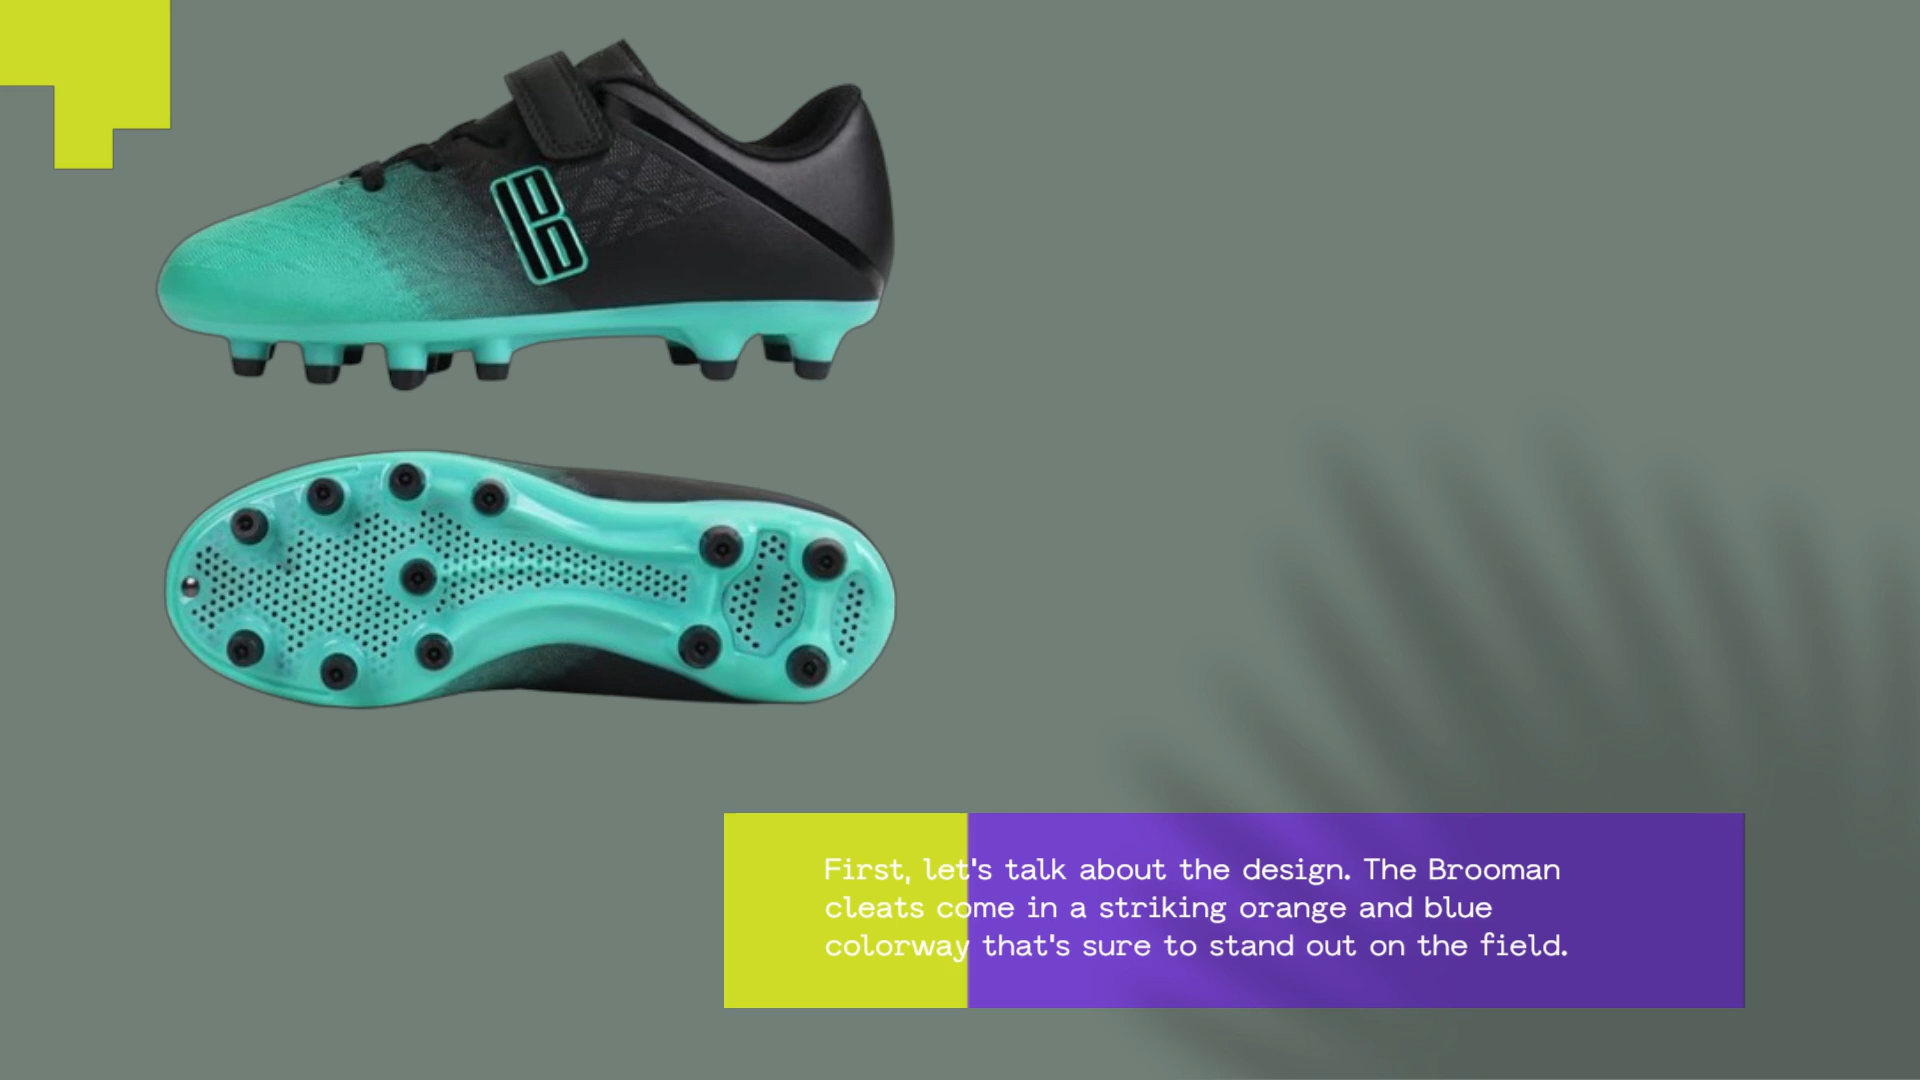 First, let's talk about the design. The Brooman
cleats come in a striking orange and blue
colorway that's sure to stand out on the field.